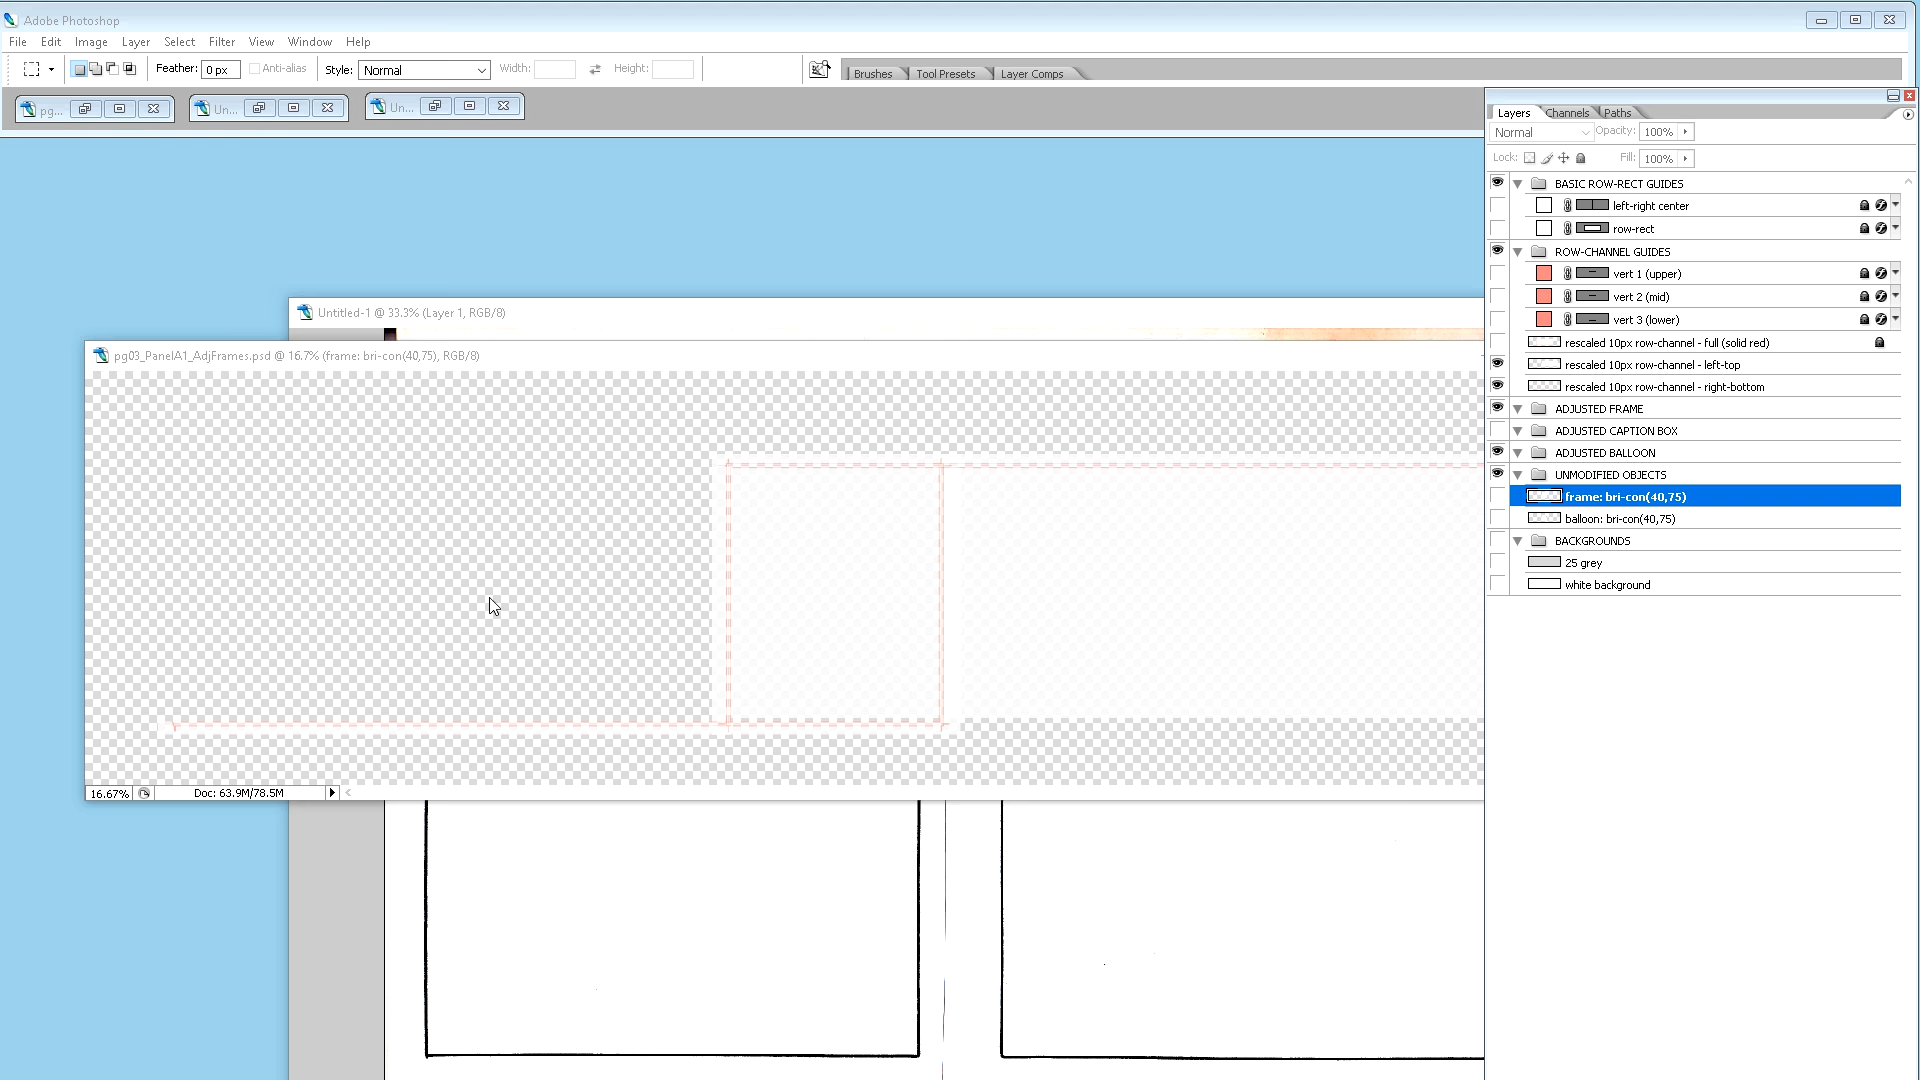 Adobe Photoshop
File Edit Image Layer Select Filter View Window Help
Feather: 0 px Anti-alias Style: Normal Width: Height: Brushes Tool Presets Layer Comps
pg... Un... Un...
Layers Channels Paths
Normal Opacity: 100%
Lock: Fill: 100%
BASIC ROW-RECT GUIDES
left-right center
row-rect
ROW-CHANNEL GUIDES
vert 1 (upper)
vert 2 (mid)
vert 3 (lower)
rescaled 10px row-channel - full (solid red)
rescaled 10px row-channel - left-top
rescaled 10px row-channel - right-bottom
ADJUSTED FRAME
ADJUSTED CAPTION BOX
ADJUSTED BALLOON
UNMODIFIED OBJECTS
frame: bri-con(40,75)
balloon: bri-con(40,75)
BACKGROUNDS
25 grey
white background
Untitled-1 @ 33.3% (Layer 1, RGB/8)
pg03_PanelA1_AdjFrames.psd @ 16.7% (frame: bri-con(40,75), RGB/8)
16.67% Doc: 63.9M/78.5M